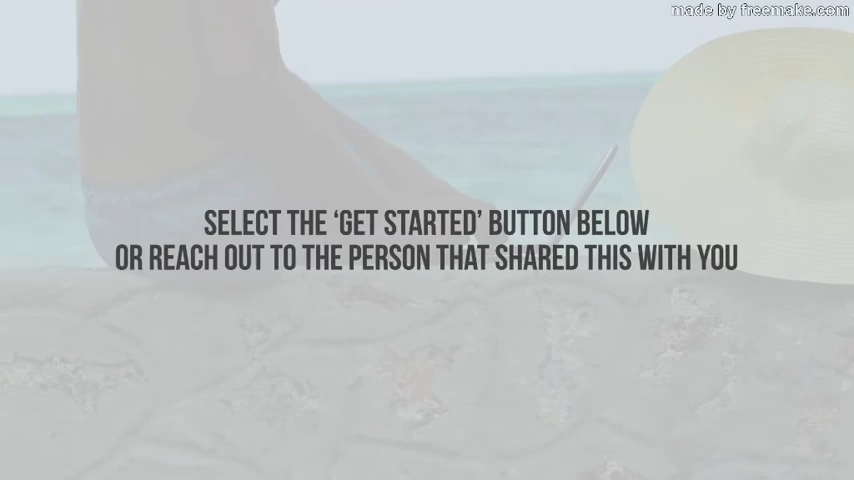 made by freemake.com
SELECT THE ‘GET STARTED’ BUTTON BELOW
OR REACH OUT TO THE PERSON THAT SHARED THIS WITH YOU